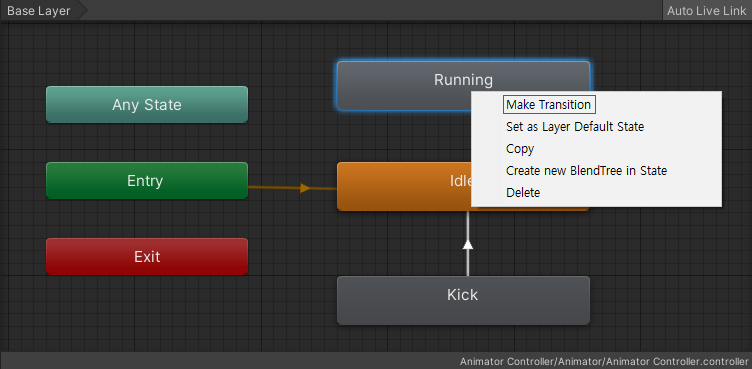 Base Layer
Auto Live Link
Running
Any State
Make Transition
Set as Layer Default State
Copy
Create new BlendTree in State
Delete
Entry
Idle
Exit
Kick
Animator Controller/Animator/Animator Controller.controller